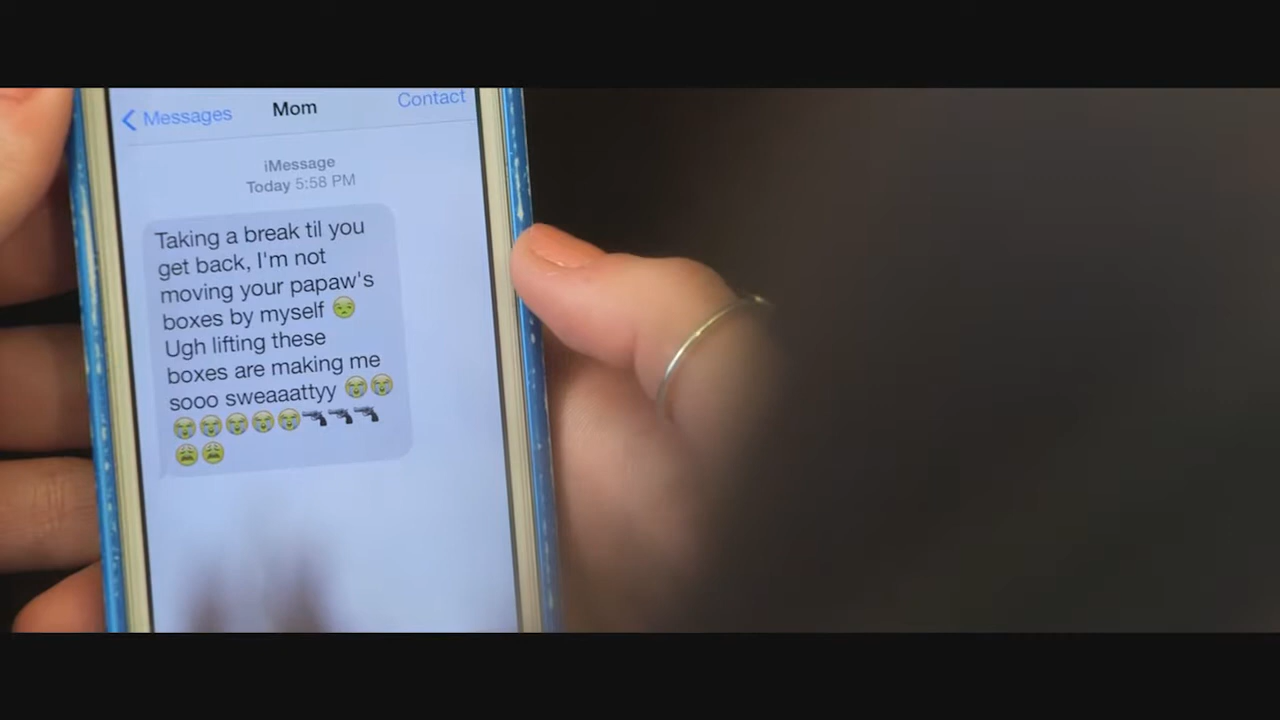 Messages Mom Contact
iMessage
Today 5:58 PM
Taking a break til you
get back, I'm not
moving your papaw's
boxes by myself 😒
Ugh lifting these
boxes are making me
sooo sweaaattyy 😭😭
😭😭😭😭😭🔫🔫🔫
😩😩